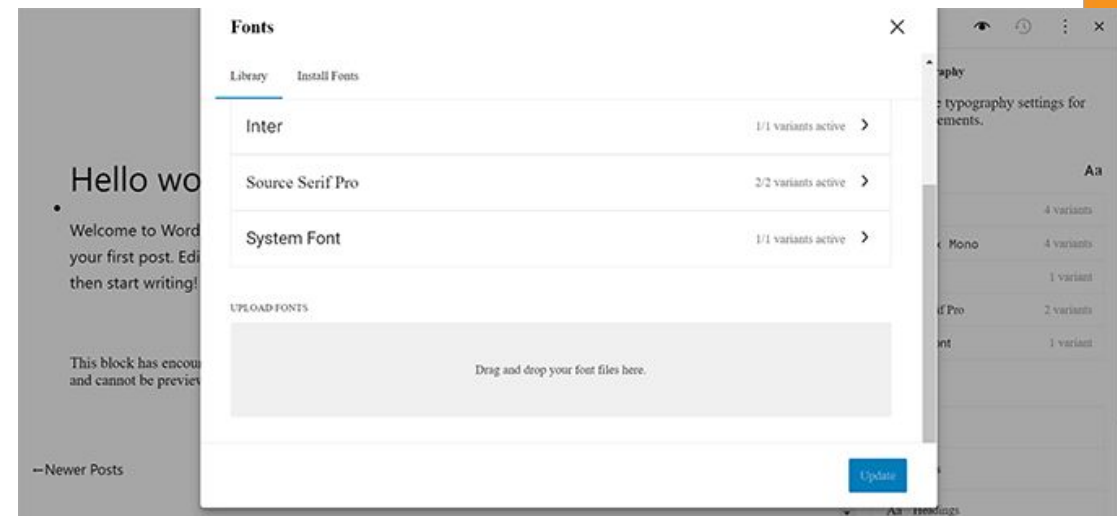 Fonts
Library Install Fonts
Inter 1/1 variants active
Source Serif Pro 2/2 variants active
System Font 1/1 variants active
UPLOAD FONTS
Drag and drop your font files here.
Update
Hello wo
Welcome to Word
your first post. Edi
then start writing!
This block has encou
and cannot be previe
←Newer Posts
aphy
e typography settings for
ements.
Aa
4 variants
Mono 4 variants
1 variant
if Pro 2 variants
ont 1 variant
s
Aa Headings